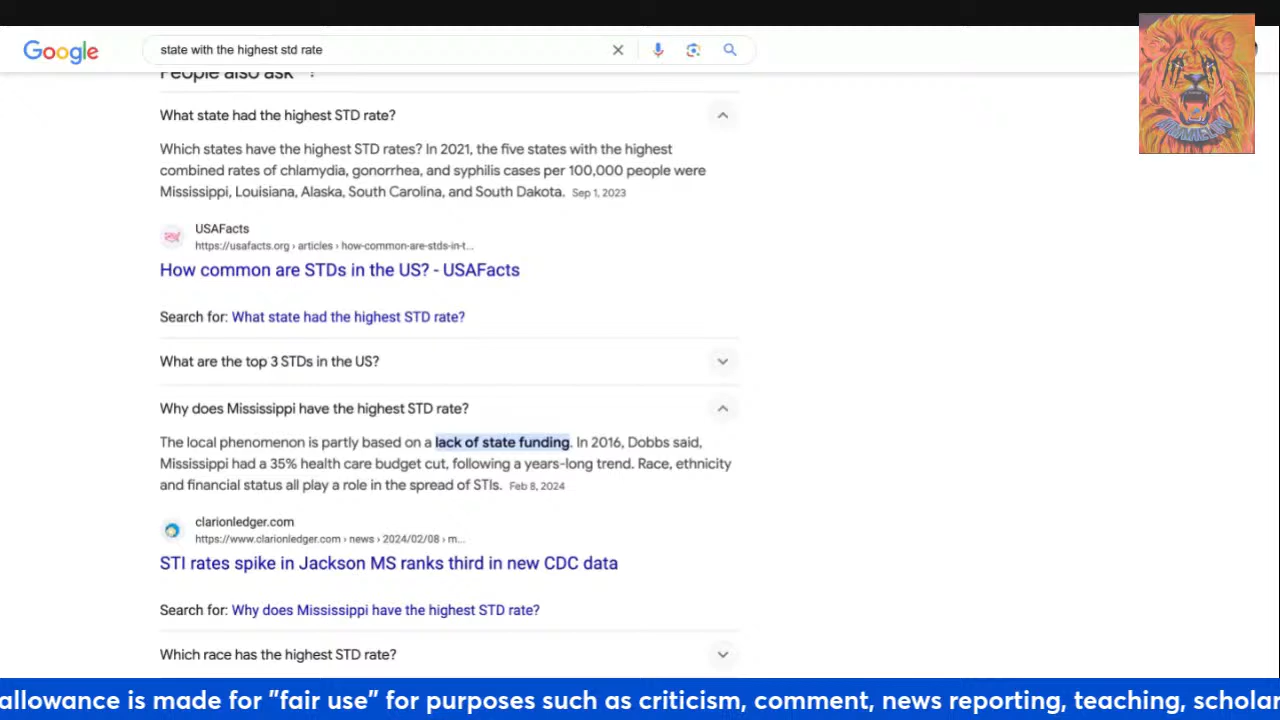 Google
state with the highest std rate
People also ask
What state had the highest STD rate?
Which states have the highest STD rates? In 2021, the five states with the highest
combined rates of chlamydia, gonorrhea, and syphilis cases per 100,000 people were
Mississippi, Louisiana, Alaska, South Carolina, and South Dakota. Sep 1, 2023
USAFacts
https://usafacts.org › articles › how-common-are-stds-in-t...
How common are STDs in the US? - USAFacts
Search for: What state had the highest STD rate?
What are the top 3 STDs in the US?
Why does Mississippi have the highest STD rate?
The local phenomenon is partly based on a lack of state funding. In 2016, Dobbs said,
Mississippi had a 35% health care budget cut, following a years-long trend. Race, ethnicity
and financial status all play a role in the spread of STIs. Feb 8, 2024
clarionledger.com
https://www.clarionledger.com › news › 2024/02/08 › m...
STI rates spike in Jackson MS ranks third in new CDC data
Search for: Why does Mississippi have the highest STD rate?
Which race has the highest STD rate?
allowance is made for "fair use" for purposes such as criticism, comment, news reporting, teaching, scholar